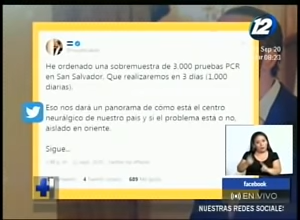 12
Sep 20
He ordenado una sobremuestra de 3,000 pruebas PCR
en San Salvador. Que realizaremos en 3 días (1,000
diarias).
Eso nos dará un panorama de cómo está el centro
neurálgico de nuestro país y si el problema está o no,
aislado en oriente.
Sigue...
facebook
EN VIVO
NUESTRAS REDES SOCIALES